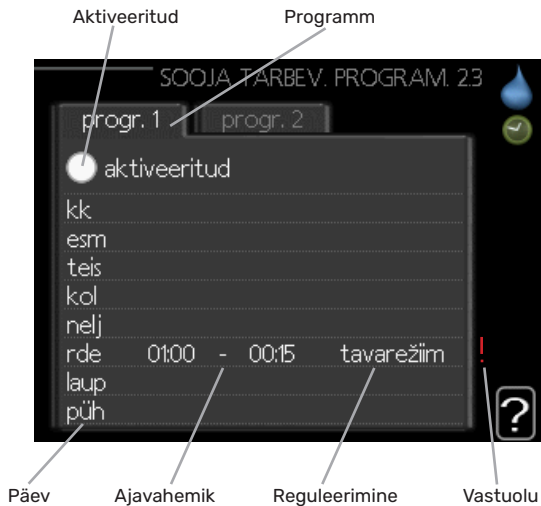 Aktiveeritud Programm
SOOJA TARBEV. PROGRAM. 2.3
progr. 1 progr. 2
aktiveeritud
kk
esm
teis
kol
nelj
rde 01:00 - 00:15 tavarežiim !
laup
püh
?
Päev Ajavahemik Reguleerimine Vastuolu